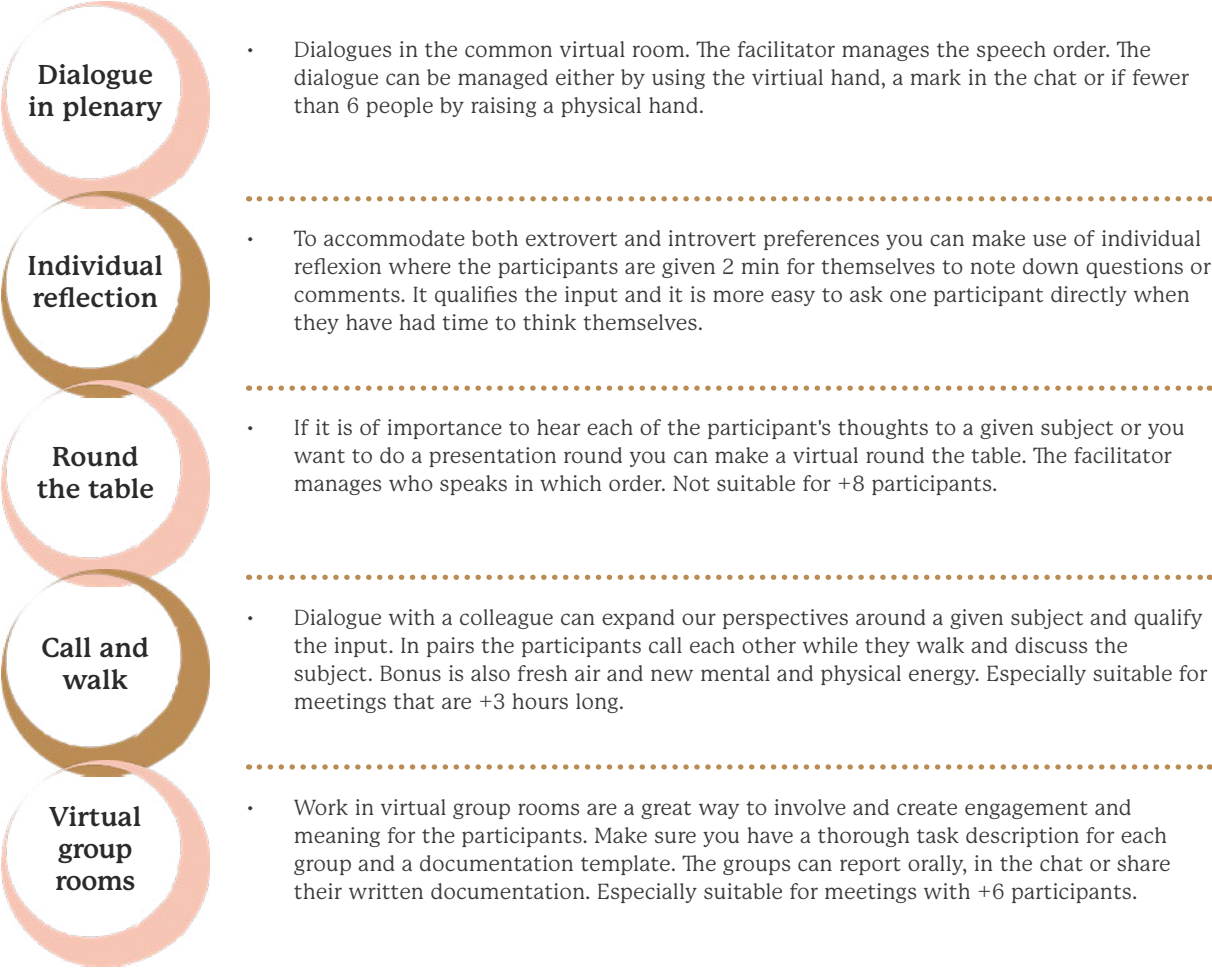 Dialogue
in plenary
• Dialogues in the common virtual room. The facilitator manages the speech order. The
dialogue can be managed either by using the virtiual hand, a mark in the chat or if fewer
than 6 people by raising a physical hand.
Individual
reflection
• To accommodate both extrovert and introvert preferences you can make use of individual
reflexion where the participants are given 2 min for themselves to note down questions or
comments. It qualifies the input and it is more easy to ask one participant directly when
they have had time to think themselves.
Round
the table
• If it is of importance to hear each of the participant's thoughts to a given subject or you
want to do a presentation round you can make a virtual round the table. The facilitator
manages who speaks in which order. Not suitable for +8 participants.
Call and
walk
• Dialogue with a colleague can expand our perspectives around a given subject and qualify
the input. In pairs the participants call each other while they walk and discuss the
subject. Bonus is also fresh air and new mental and physical energy. Especially suitable for
meetings that are +3 hours long.
Virtual
group
rooms
• Work in virtual group rooms are a great way to involve and create engagement and
meaning for the participants. Make sure you have a thorough task description for each
group and a documentation template. The groups can report orally, in the chat or share
their written documentation. Especially suitable for meetings with +6 participants.